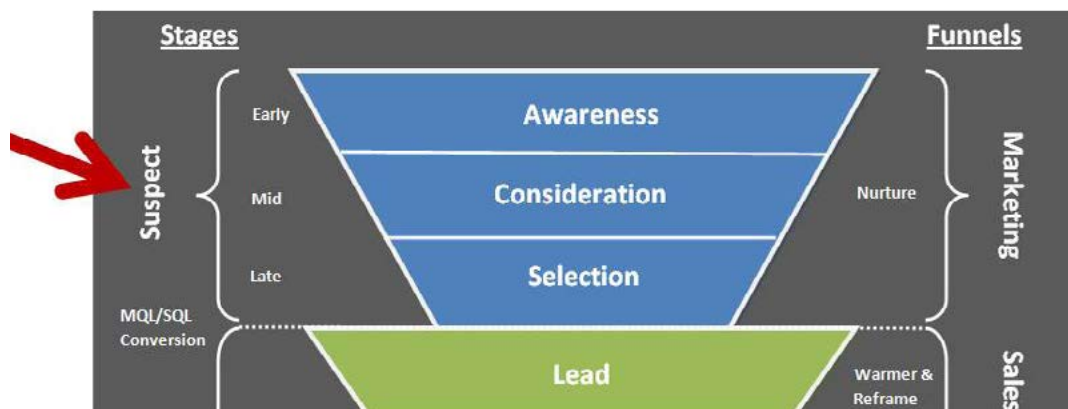 Stages
Funnels
Early
Awareness
Suspect
Mid
Consideration
Nurture
Marketing
Late
Selection
MQL/SQL
Conversion
Lead
Warmer &
Reframe
Sales